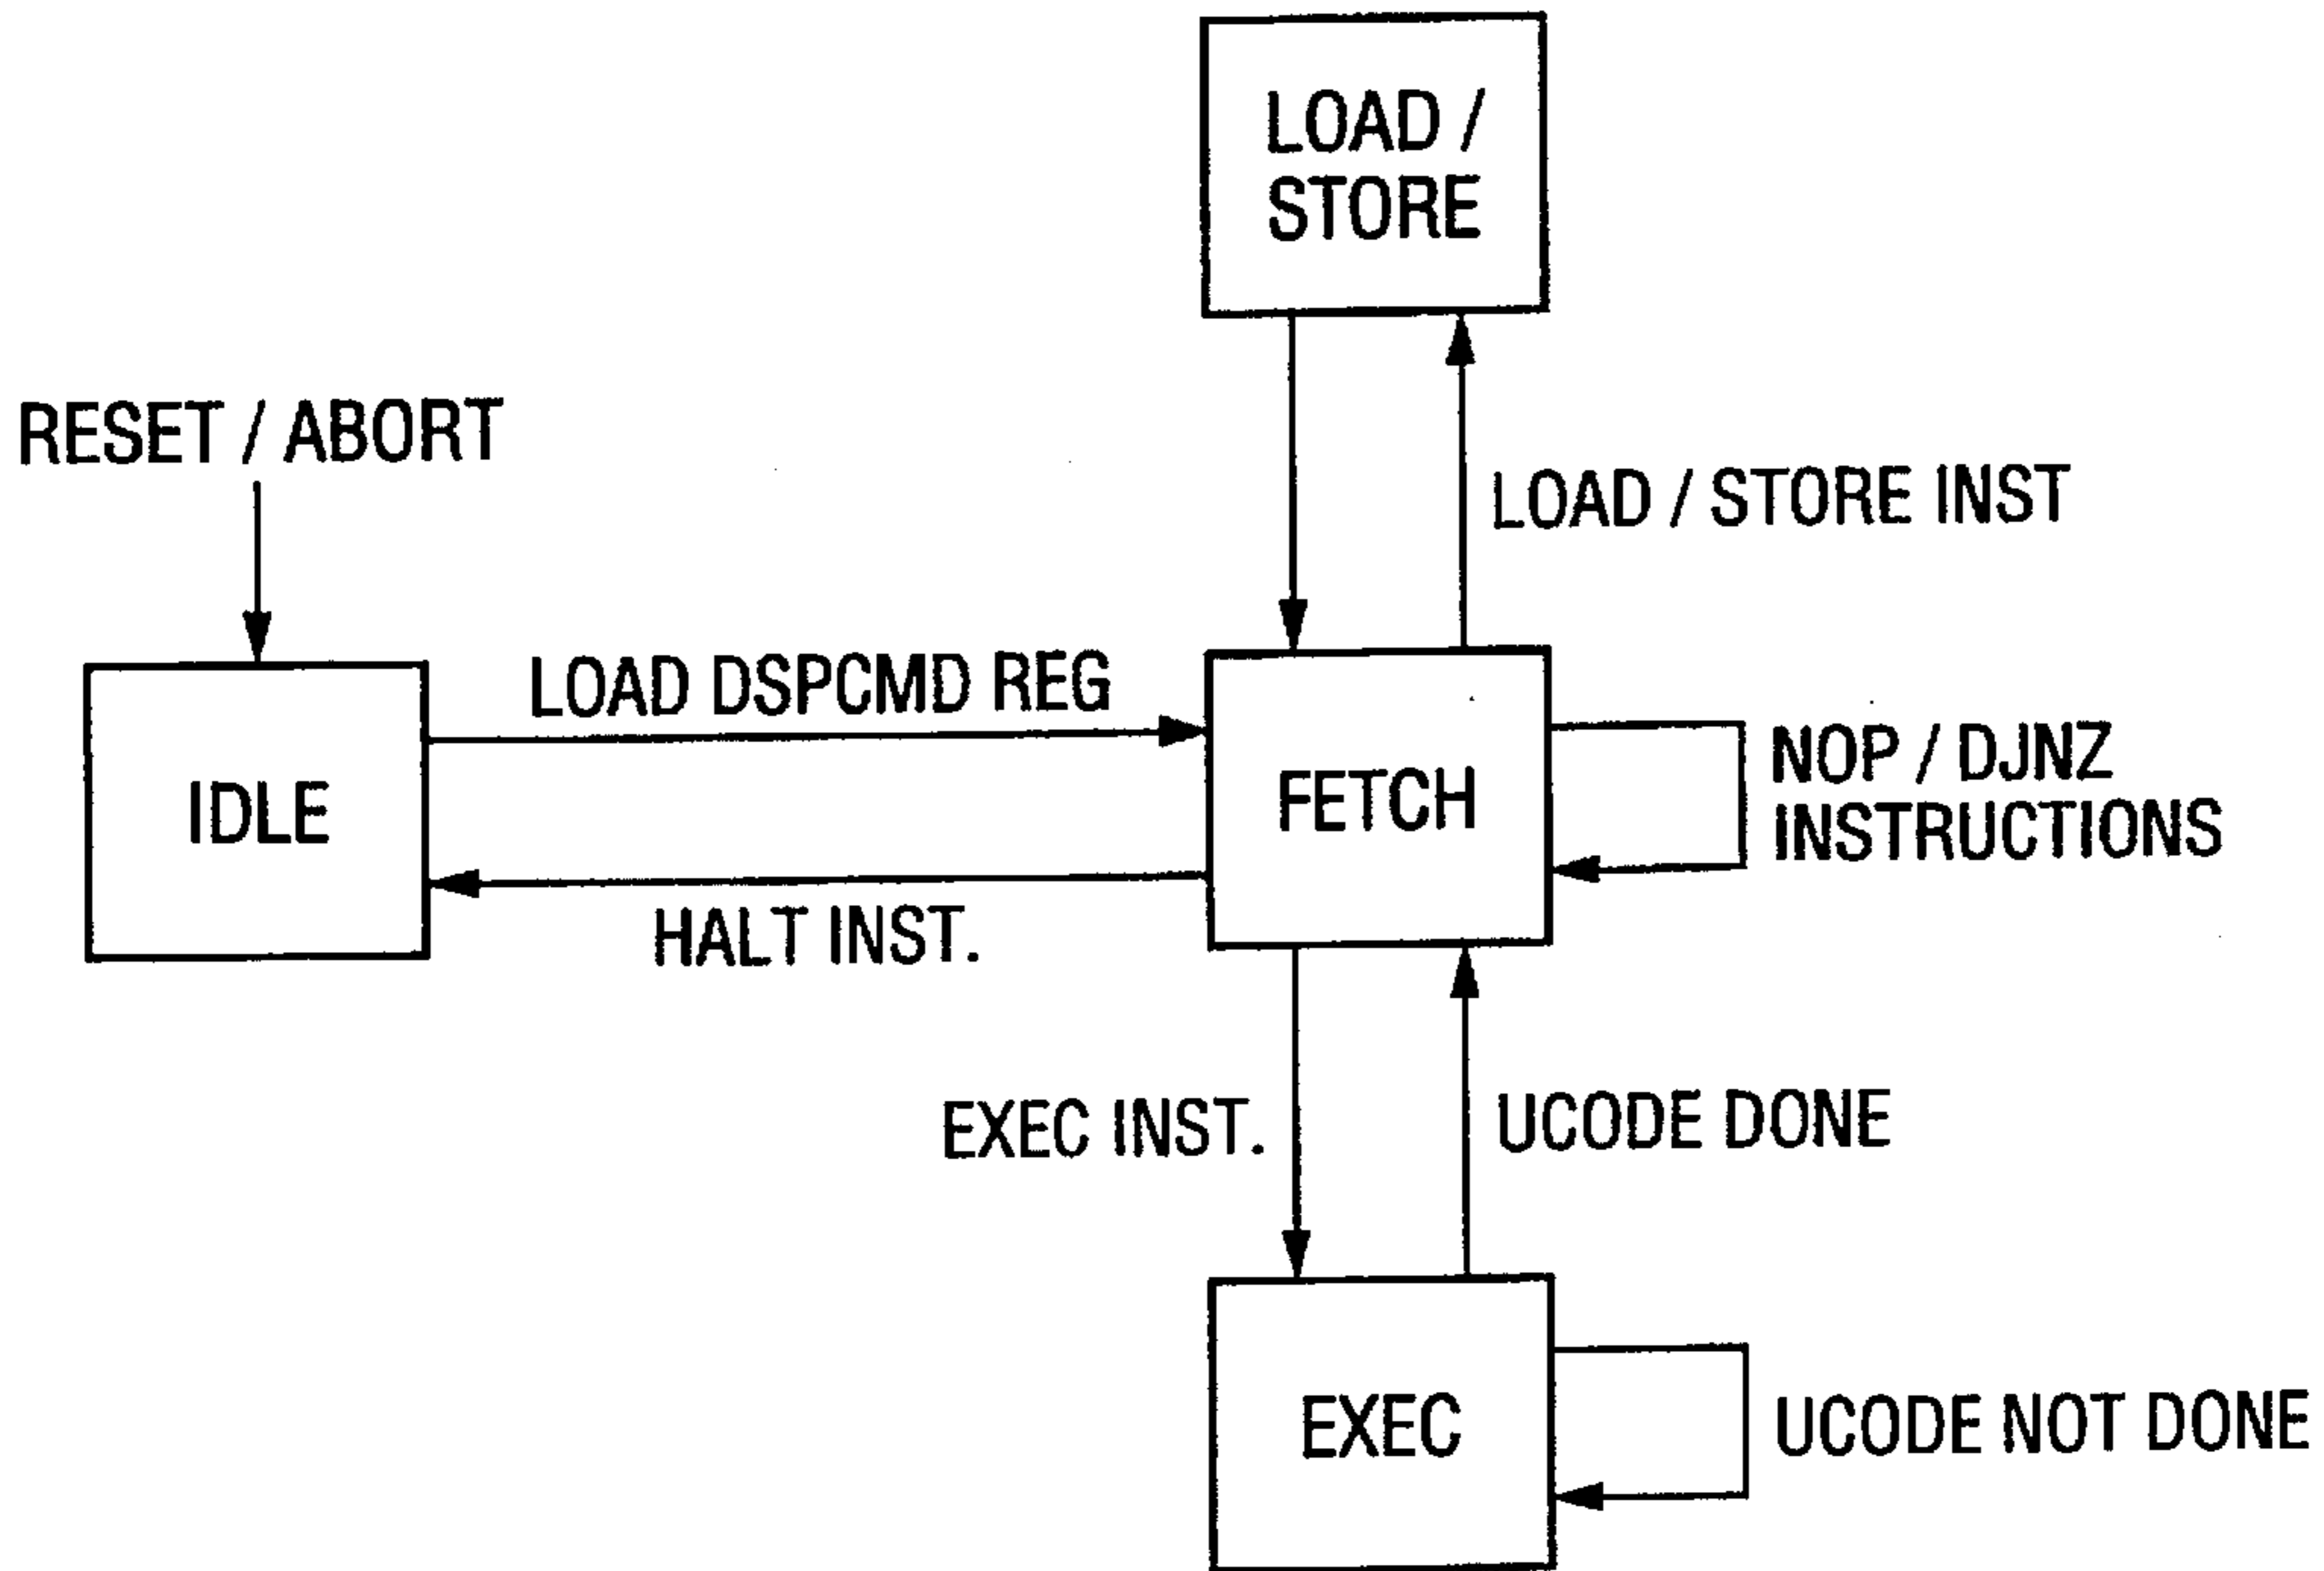 LOAD /
STORE
RESET / ABORT
LOAD / STORE INST
LOAD DSPCMD REG
IDLE
FETCH
NOP / DJNZ
INSTRUCTIONS
HALT INST.
EXEC INST.
UCODE DONE
EXEC
UCODE NOT DONE